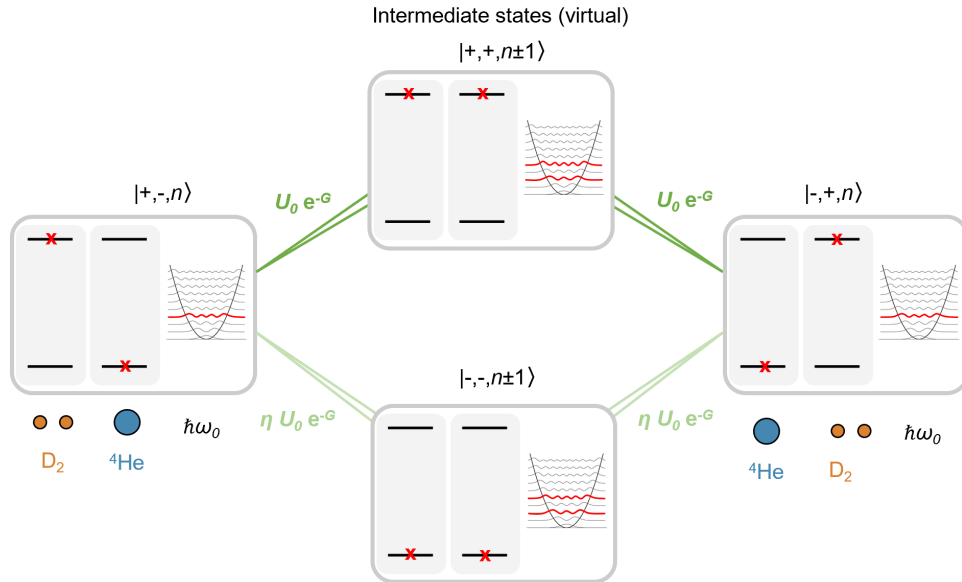 Intermediate states (virtual)
|+,+,n±1⟩
|+,-,n⟩
U₀ e⁻ᴳ
U₀ e⁻ᴳ
|-,+,n⟩
|-,-,n±1⟩
η U₀ e⁻ᴳ
η U₀ e⁻ᴳ
D₂
⁴He
ħω₀
⁴He
D₂
ħω₀